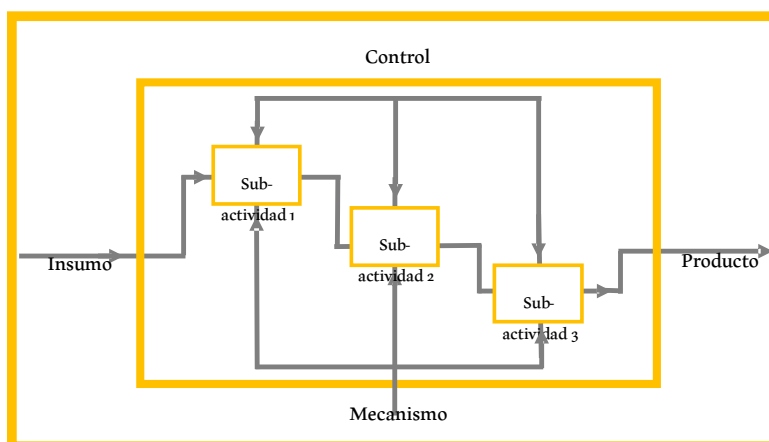 Control
Sub-
actividad 1
Sub-
actividad 2
Sub-
actividad 3
Insumo
Producto
Mecanismo